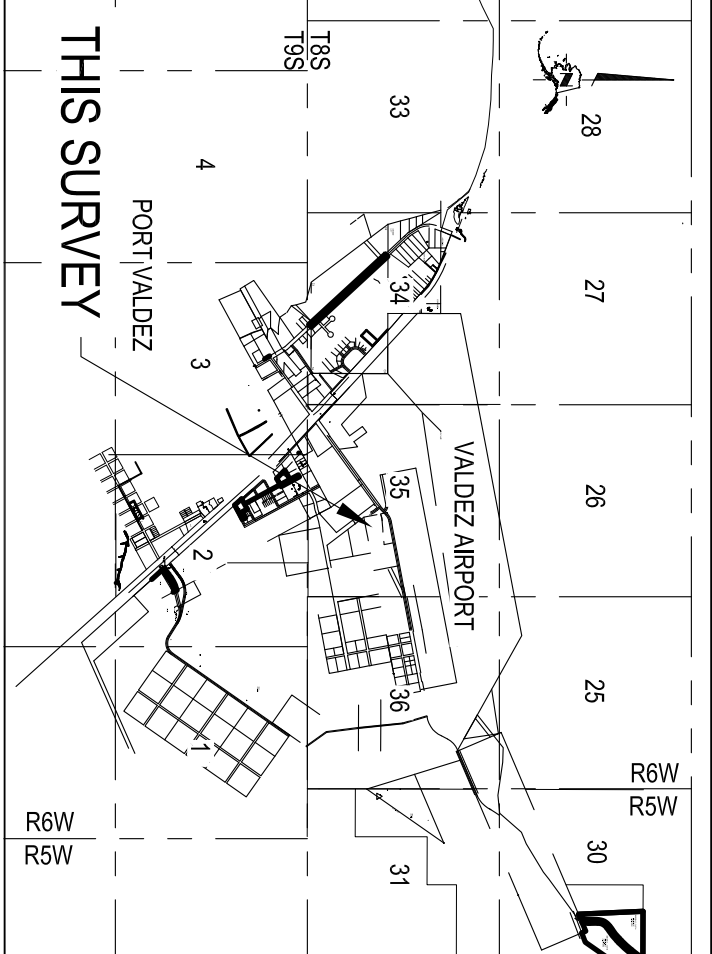 T8S
T9S
33
28
N
4
THIS SURVEY
PORT VALDEZ
34
27
3
VALDEZ AIRPORT
35
26
2
36
25
1
R6W
R5W
R6W
R5W
31
30